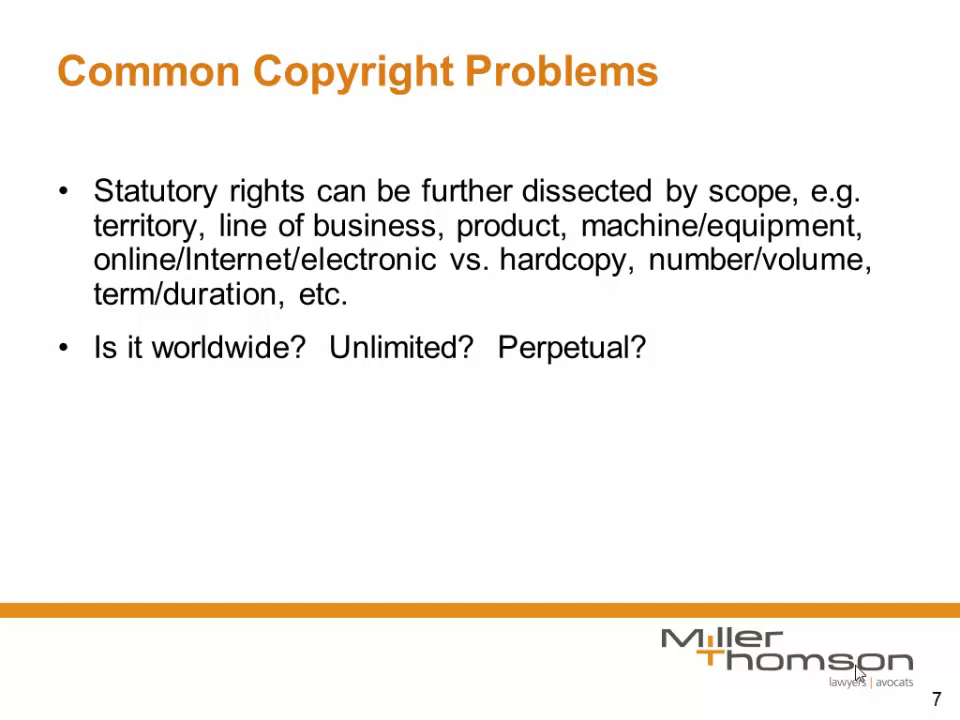 Common Copyright Problems
• Statutory rights can be further dissected by scope, e.g.
territory, line of business, product, machine/equipment,
online/Internet/electronic vs. hardcopy, number/volume,
term/duration, etc.
• Is it worldwide? Unlimited? Perpetual?
Miller
Thomson
lawyers | avocats
7